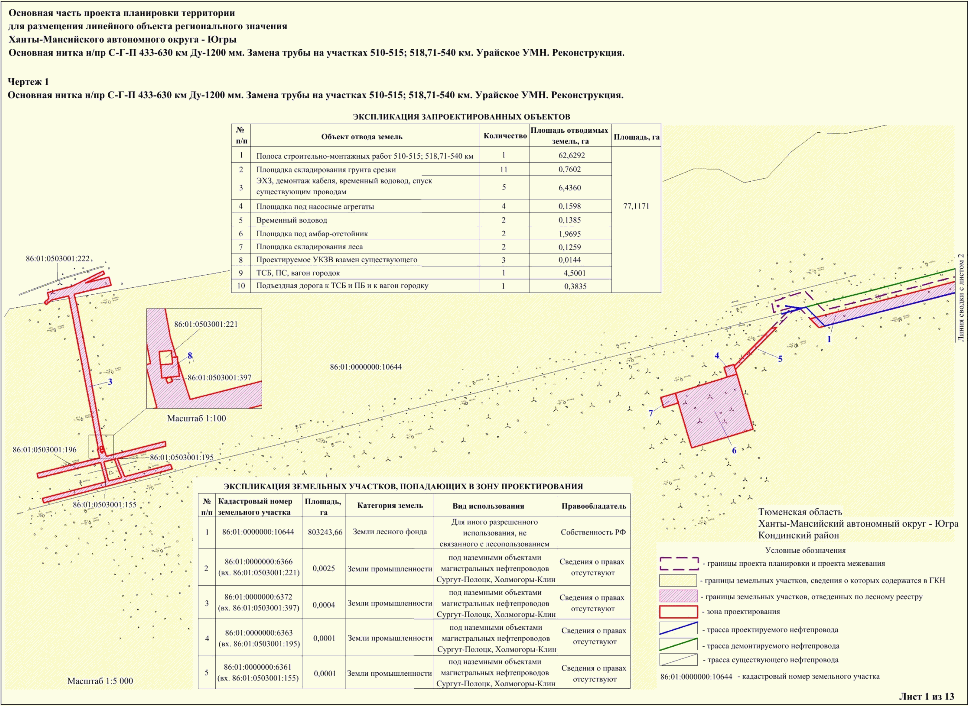 Основная часть проекта планировки территории
для размещения линейного объекта регионального значения
Ханты-Мансийского автономного округа - Югры
Основная нитка н/пр С-Г-П 433-630 км Ду-1200 мм. Замена трубы на участках 510-515; 518,71-540 км. Урайское УМН. Реконструкция.
Чертеж 1
Основная нитка н/пр С-Г-П 433-630 км Ду-1200 мм. Замена трубы на участках 510-515; 518,71-540 км. Урайское УМН. Реконструкция.
ЭКСПЛИКАЦИЯ ЗАПРОЕКТИРОВАННЫХ ОБЪЕКТОВ
№ п/п Объект отвода земель Количество Площадь отводимых земель, га Площадь, га
1 Полоса строительно-монтажных работ 510-515; 518,71-540 км 1 62,6292
2 Площадка складирования грунта срезки 11 0,7602
3 ЭХЗ, демонтаж кабеля, временный водовод, спуск
существующим проводам 5 6,4360
4 Площадка под насосные агрегаты 4 0,1598 77,1171
5 Временный водовод 2 0,1385
6 Площадка под амбар-отстойник 2 1,9695
7 Площадка складирования леса 2 0,1259
8 Проектируемое УКЗВ взамен существующего 3 0,0144
9 ТСБ, ПС, вагон городок 1 4,5001
10 Подъездная дорога к ТСБ и ПБ и к вагон городку 1 0,3835
86:01:0503001:222
Линия сводки с листом 2
86:01:0503001:221
8
86:01:0503001:397
Масштаб 1:100
3
86:01:0000000:10644
1
4
5
7
6
86:01:0503001:196
86:01:0503001:195
86:01:0503001:155
ЭКСПЛИКАЦИЯ ЗЕМЕЛЬНЫХ УЧАСТКОВ, ПОПАДАЮЩИХ В ЗОНУ ПРОЕКТИРОВАНИЯ
№ п/п Кадастровый номер земельного участка Площадь, га Категория земель Вид использования Правообладатель
1 86:01:0000000:10644 803243,66 Земли лесного фонда Для иного разрешенного использования, не связанного с лесопользованием Собственность РФ
2 86:01:0000000:6366 (вх. 86:01:0503001:221) 0,0025 Земли промышленности под наземными объектами магистральных нефтепроводов Сургут-Полоцк, Холмогоры-Клин Сведения о правах отсутствуют
3 86:01:0000000:6372 (вх. 86:01:0503001:397) 0,0004 Земли промышленности под наземными объектами магистральных нефтепроводов Сургут-Полоцк, Холмогоры-Клин Сведения о правах отсутствуют
4 86:01:0000000:6363 (вх. 86:01:0503001:195) 0,0001 Земли промышленности под наземными объектами магистральных нефтепроводов Сургут-Полоцк, Холмогоры-Клин Сведения о правах отсутствуют
5 86:01:0000000:6361 (вх. 86:01:0503001:155) 0,0001 Земли промышленности под наземными объектами магистральных нефтепроводов Сургут-Полоцк, Холмогоры-Клин Сведения о правах отсутствуют
Масштаб 1:5 000
Тюменская область
Ханты-Мансийский автономный округ - Югра
Кондинский район
Условные обозначения
- границы проекта планировки и проекта межевания
- границы земельных участков, сведения о которых содержатся в ГКН
- границы земельных участков, отведенных по лесному реестру
- зона проектирования
- трасса проектируемого нефтепровода
- трасса демонтируемого нефтепровода
- трасса существующего нефтепровода
86:01:0000000:10644 - кадастровый номер земельного участка
Лист 1 из 13